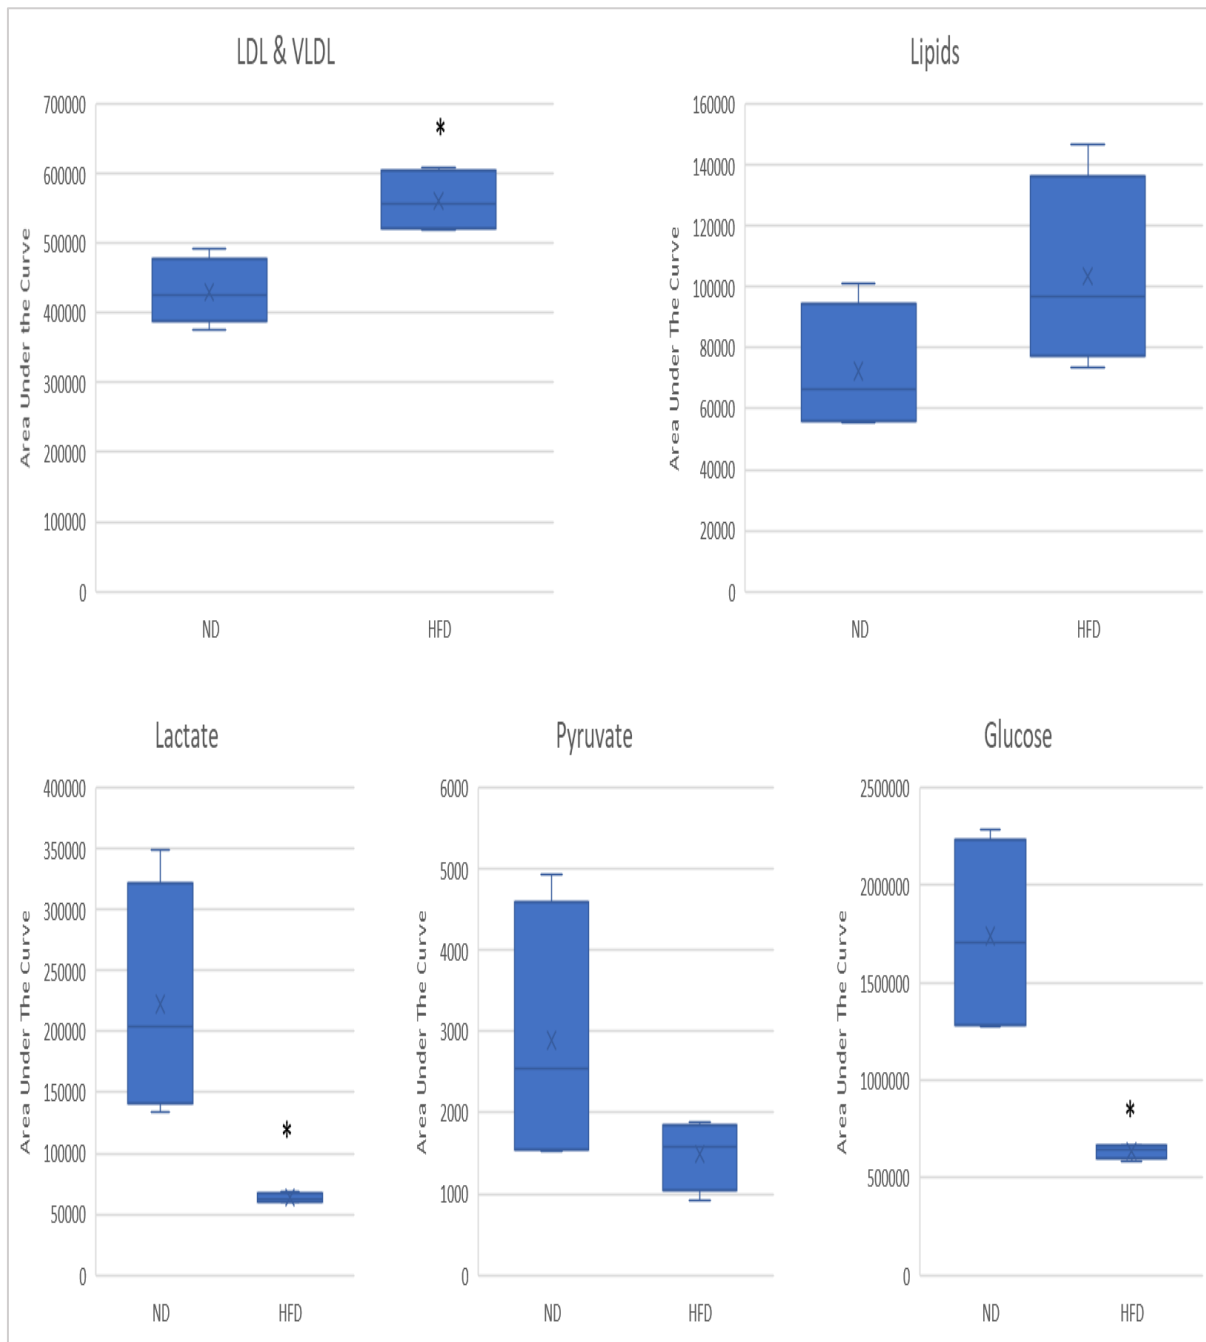 LDL & VLDL
Area Under the Curve
700000
600000
500000
400000
300000
200000
100000
0
*
ND
HFD
Lipids
Area Under The Curve
160000
140000
120000
100000
80000
60000
40000
20000
0
ND
HFD
Lactate
Area Under The Curve
400000
350000
300000
250000
200000
150000
100000
50000
0
*
ND
HFD
Pyruvate
Area Under The Curve
6000
5000
4000
3000
2000
1000
0
ND
HFD
Glucose
Area Under The Curve
2500000
2000000
1500000
1000000
500000
0
*
ND
HFD